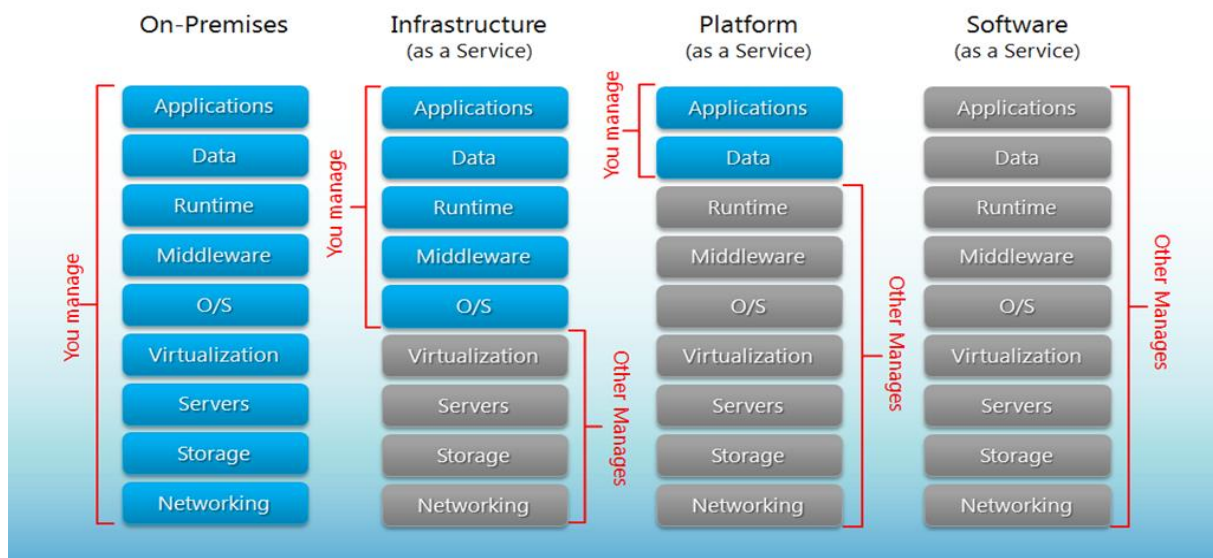 On-Premises
You manage
Applications
Data
Runtime
Middleware
O/S
Virtualization
Servers
Storage
Networking
Infrastructure
(as a Service)
You manage
Applications
Data
Runtime
Middleware
O/S
Virtualization
Servers
Storage
Networking
Other Manages
Platform
(as a Service)
You manage
Applications
Data
Runtime
Middleware
O/S
Virtualization
Servers
Storage
Networking
Other Manages
Software
(as a Service)
Applications
Data
Runtime
Middleware
O/S
Virtualization
Servers
Storage
Networking
Other Manages